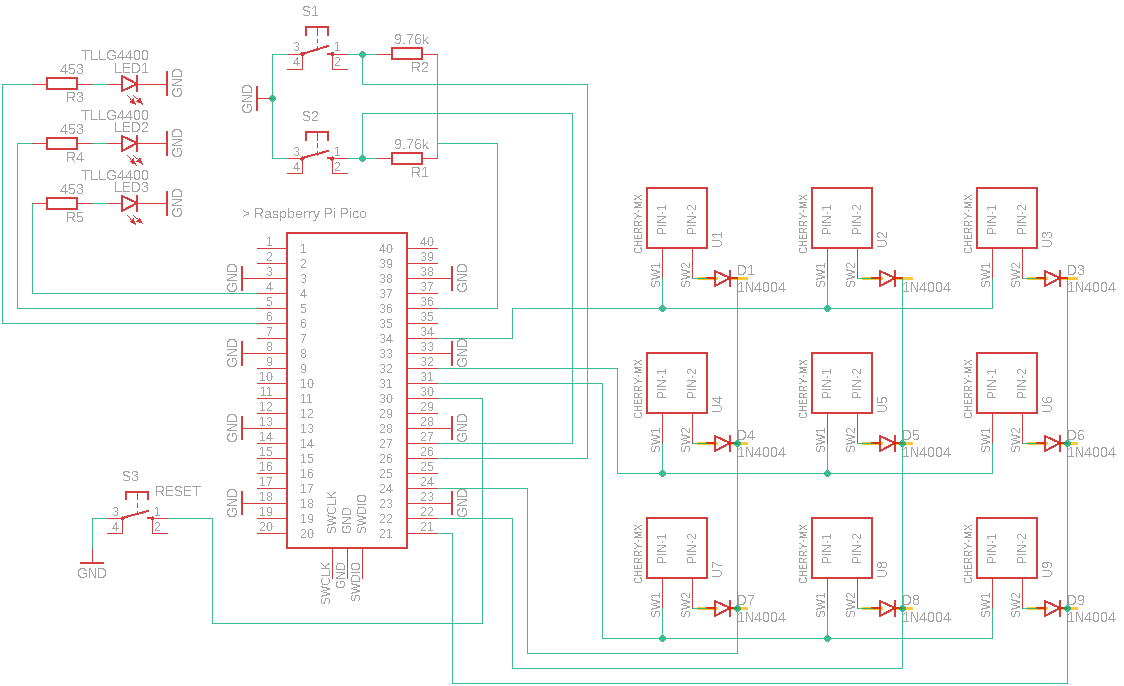 S1
3 1
4 2
9.76k
R2
GND
S2
3 1
4 2
9.76k
R1
TLLG4400
453 LED1
R3
GND
TLLG4400
453 LED2
R4
GND
TLLG4400
453 LED3
R5
GND
> Raspberry Pi Pico
1 1 40 40
2 2 39 39
GND 3 3 38 38 GND
4 4 37 37
5 5 36 36
6 6 35 35
7 7 34 34
GND 8 8 33 33 GND
9 9 32 32
10 10 31 31
11 11 30 30
12 12 29 29
GND 13 13 28 28 GND
14 14 27 27
15 15 26 26
16 16 25 25
17 17 24 24
GND 18 18 23 23 GND
19 19 22 22
20 20 21 21
SWCLK GND SWDIO
SWCLK GND SWDIO
S3
RESET
3 1
4 2
GND
CHERRY-MX PIN-1 PIN-2 U1
SW1 SW2 D1
1N4004
CHERRY-MX PIN-1 PIN-2 U2
SW1 SW2
1N4004
CHERRY-MX PIN-1 PIN-2 U3
SW1 SW2 D3
1N4004
CHERRY-MX PIN-1 PIN-2 U4
SW1 SW2 D4
1N4004
CHERRY-MX PIN-1 PIN-2 U5
SW1 SW2 D5
1N4004
CHERRY-MX PIN-1 PIN-2 U6
SW1 SW2 D6
1N4004
CHERRY-MX PIN-1 PIN-2 U7
SW1 SW2 D7
1N4004
CHERRY-MX PIN-1 PIN-2 U8
SW1 SW2 D8
1N4004
CHERRY-MX PIN-1 PIN-2 U9
SW1 SW2 D9
1N4004